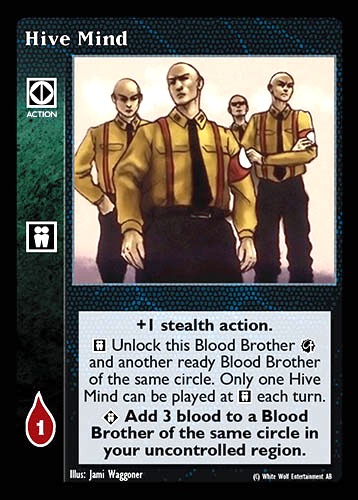 Hive Mind
ACTION
+1 stealth action.
Unlock this Blood Brother
and another ready Blood Brother
of the same circle. Only one Hive
Mind can be played at each turn.
Add 3 blood to a Blood
Brother of the same circle in
your uncontrolled region.
1
Illus: Jami Waggoner
(C) White Wolf Entertainment AB